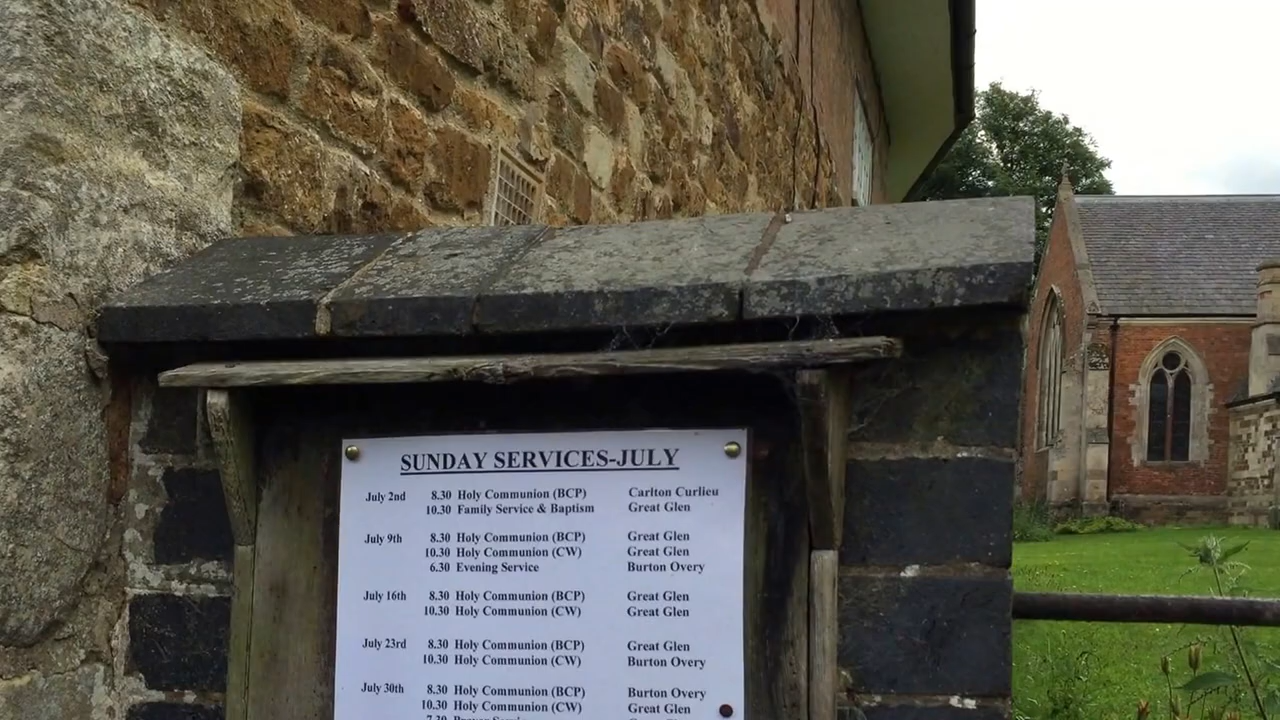 SUNDAY SERVICES-JULY
July 2nd 8.30 Holy Communion (BCP) Carlton Curlieu
10.30 Family Service & Baptism Great Glen
July 9th 8.30 Holy Communion (BCP) Great Glen
10.30 Holy Communion (CW) Great Glen
6.30 Evening Service Burton Overy
July 16th 8.30 Holy Communion (BCP) Great Glen
10.30 Holy Communion (CW) Great Glen
July 23rd 8.30 Holy Communion (BCP) Great Glen
10.30 Holy Communion (CW) Burton Overy
July 30th 8.30 Holy Communion (BCP) Burton Overy
10.30 Holy Communion (CW) Great Glen